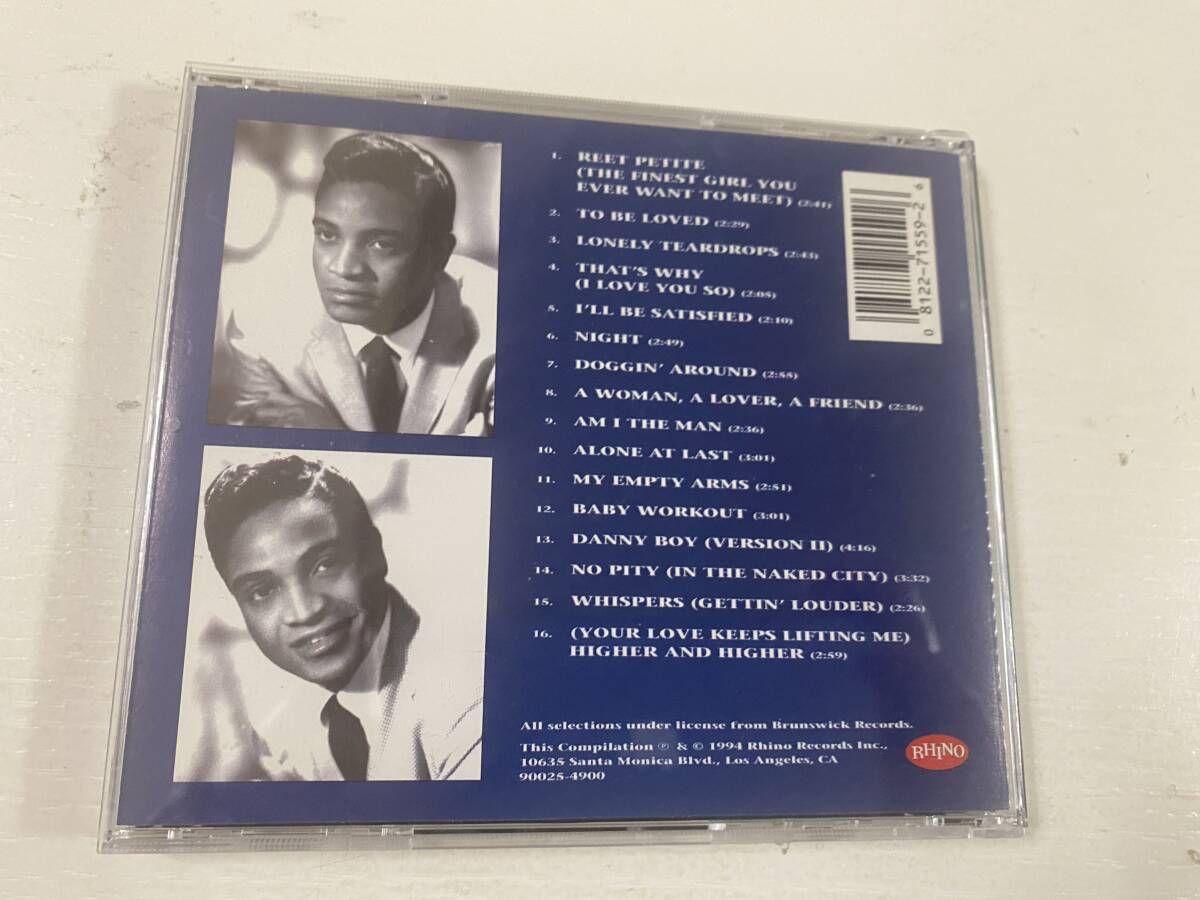 1. REET PETITE
(THE FINEST GIRL YOU
EVER WANT TO MEET) (2:41)
2. TO BE LOVED (2:29)
3. LONELY TEARDROPS (2:43)
4. THAT'S WHY
(I LOVE YOU SO) (2:05)
5. I'LL BE SATISFIED (2:10)
6. NIGHT (2:49)
7. DOGGIN' AROUND (2:55)
8. A WOMAN, A LOVER, A FRIEND (2:36)
9. AM I THE MAN (2:36)
10. ALONE AT LAST (3:01)
11. MY EMPTY ARMS (2:51)
12. BABY WORKOUT (3:01)
13. DANNY BOY (VERSION II) (4:16)
14. NO PITY (IN THE NAKED CITY) (3:32)
15. WHISPERS (GETTIN' LOUDER) (2:26)
16. (YOUR LOVE KEEPS LIFTING ME)
HIGHER AND HIGHER (2:59)
0 8122-71559-2 6
All selections under license from Brunswick Records.
This Compilation ℗ & © 1994 Rhino Records Inc.,
10635 Santa Monica Blvd., Los Angeles, CA
90025-4900
RHINO